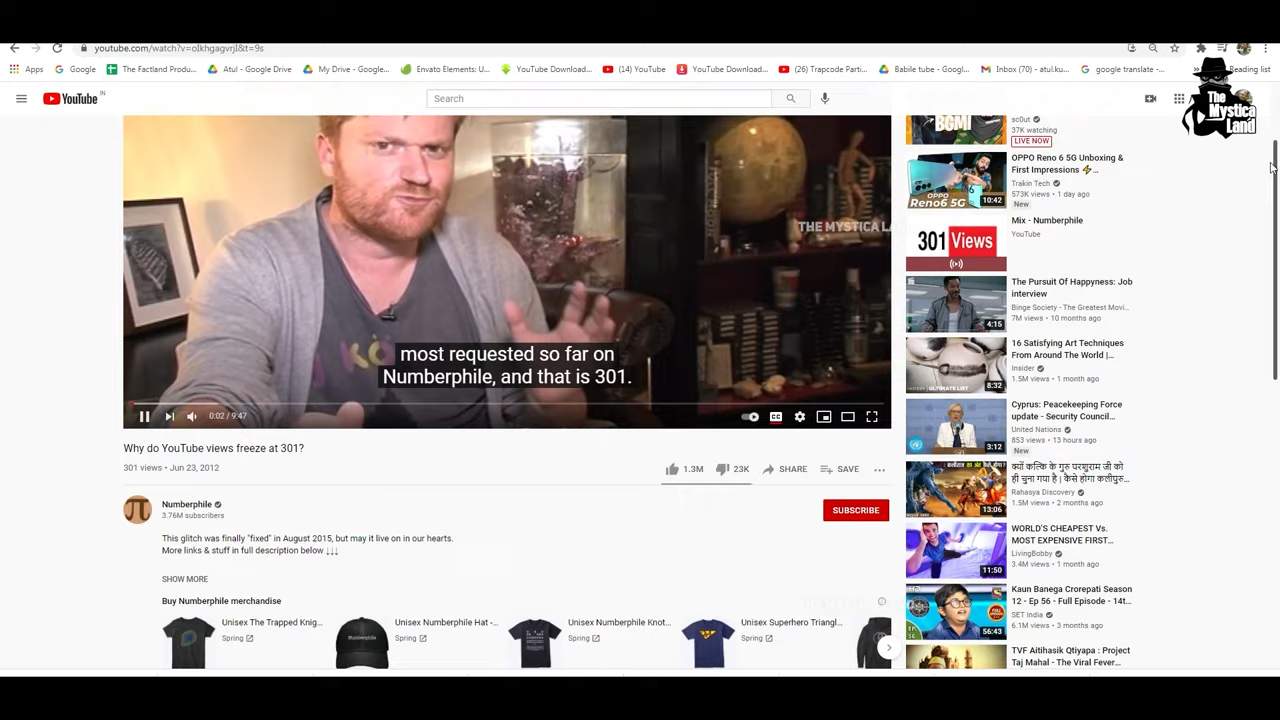 youtube.com/watch?v=oIkhgagvrjI&t=9s
Apps
Google
The Factland Produ...
Atul - Google Drive
My Drive - Google...
Envato Elements: U...
YouTube Download...
(14) YouTube
YouTube Download...
(26) Trapcode Parti...
Babile tube - Googl...
Inbox (70) - atul.ku...
google translate -...
Reading list
YouTube IN
Search
The
Mystica
Land
THE MYSTICA LA
most requested so far on
Numberphile, and that is 301.
0:02 / 9:47
CC
Why do YouTube views freeze at 301?
301 views • Jun 23, 2012
1.3M
23K
SHARE
SAVE
Numberphile
3.76M subscribers
SUBSCRIBE
This glitch was finally "fixed" in August 2015, but may it live on in our hearts.
More links & stuff in full description below ↓↓↓
SHOW MORE
Buy Numberphile merchandise
Unisex The Trapped Knig...
Spring
Unisex Numberphile Hat -...
Spring
Unisex Numberphile Knot...
Spring
Unisex Superhero Triangl...
Spring
BGMI
sc0ut
37K watching
LIVE NOW
OPPO Reno6 5G
10:42
OPPO Reno 6 5G Unboxing &
First Impressions ⚡...
Trakin Tech
573K views • 1 day ago
New
301 Views
Mix - Numberphile
YouTube
4:15
The Pursuit Of Happyness: Job
interview
Binge Society - The Greatest Movi...
7M views • 10 months ago
ULTIMATE LIST
8:32
16 Satisfying Art Techniques
From Around The World |...
Insider
1.5M views • 1 month ago
3:12
Cyprus: Peacekeeping Force
update - Security Council...
United Nations
853 views • 13 hours ago
New
13:06
क्यों कल्कि के गुरु परशुराम जी को
ही चुना गया है | कैसे होगा कलीपुरु...
Rahasya Discovery
1.5M views • 2 months ago
11:50
WORLD'S CHEAPEST Vs.
MOST EXPENSIVE FIRST...
LivingBobby
3.4M views • 1 month ago
EP 56
56:43
Kaun Banega Crorepati Season
12 - Ep 56 - Full Episode - 14t...
SET India
6.1M views • 3 months ago
TVF Aitihasik Qtiyapa : Project
Taj Mahal - The Viral Fever...